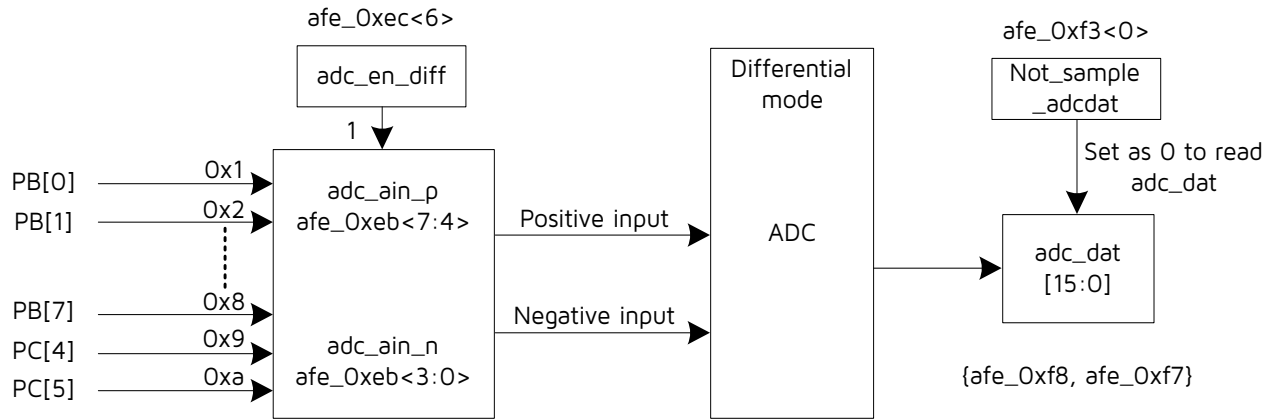 afe_0xec<6>
adc_en_diff
1
PB[0]
0x1
PB[1]
0x2
PB[7]
0x8
PC[4]
0x9
PC[5]
0xa
adc_ain_p
afe_0xeb<7:4>
adc_ain_n
afe_0xeb<3:0>
Positive input
Negative input
Differential
mode
ADC
afe_0xf3<0>
Not_sample
_adcdat
Set as 0 to read
adc_dat
adc_dat
[15:0]
{afe_0xf8, afe_0xf7}